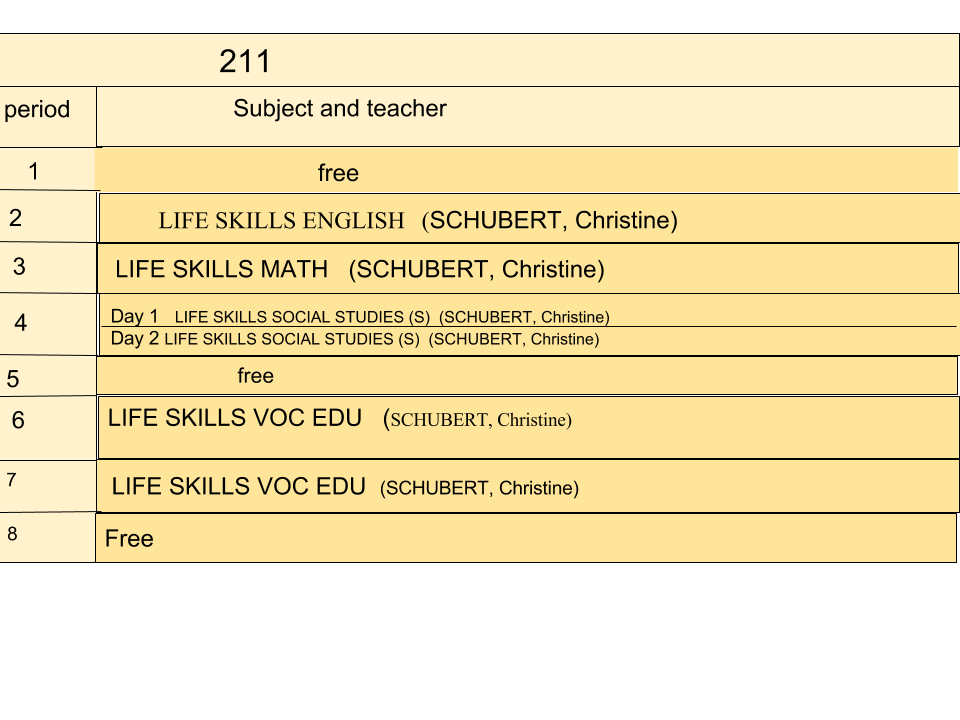 211
period Subject and teacher
1 free
2 LIFE SKILLS ENGLISH (SCHUBERT, Christine)
3 LIFE SKILLS MATH (SCHUBERT, Christine)
4 Day 1 LIFE SKILLS SOCIAL STUDIES (S) (SCHUBERT, Christine)
Day 2 LIFE SKILLS SOCIAL STUDIES (S) (SCHUBERT, Christine)
5 free
6 LIFE SKILLS VOC EDU (SCHUBERT, Christine)
7 LIFE SKILLS VOC EDU (SCHUBERT, Christine)
8 Free